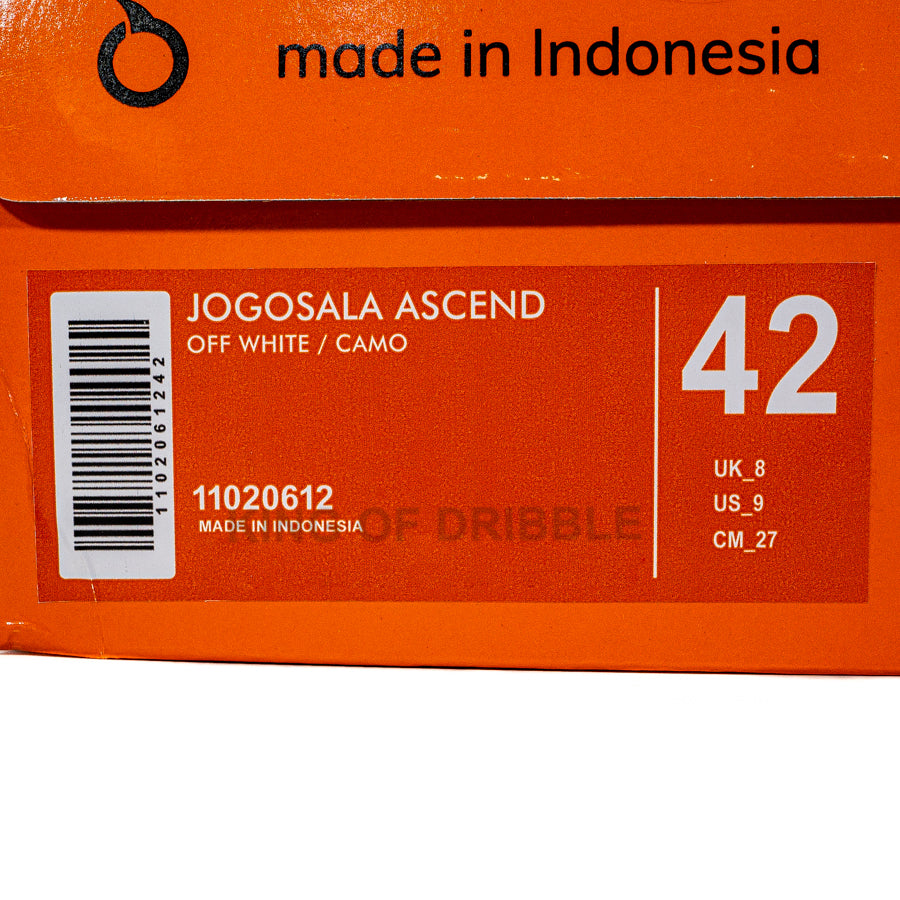 made in Indonesia
JOGOSALA ASCEND
OFF WHITE / CAMO
42
1102061242
UK_8
US_9
CM_27
11020612
MADE IN INDONESIA
KING OF DRIBBLE